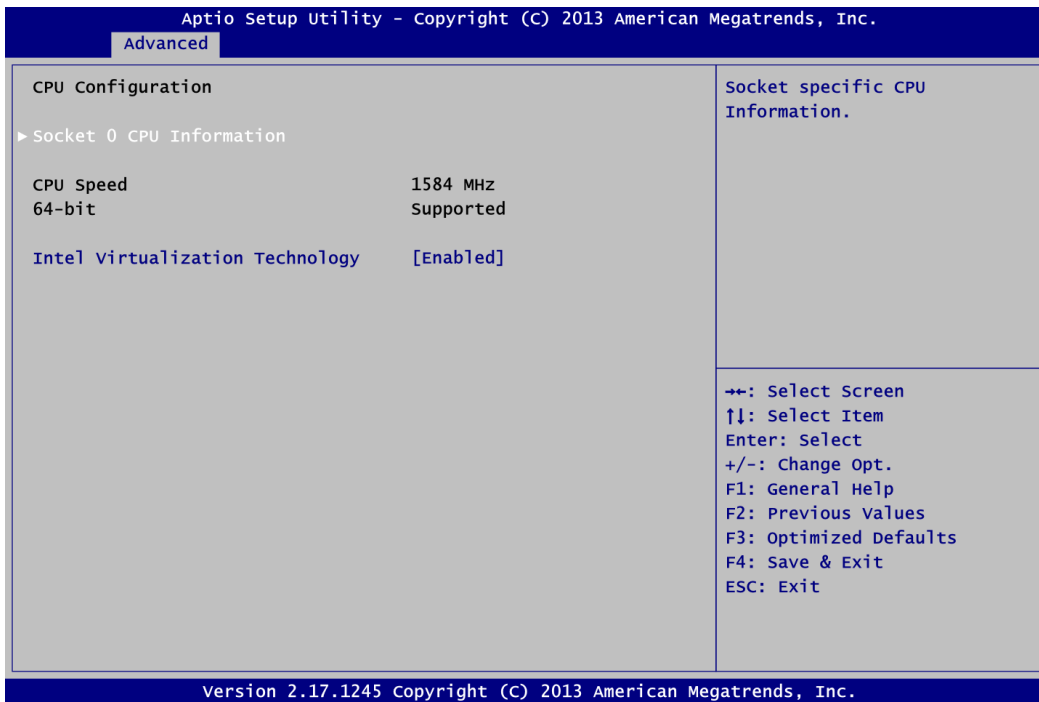 Aptio Setup Utility - Copyright (C) 2013 American Megatrends, Inc.
Advanced
CPU Configuration
▶ Socket 0 CPU Information
CPU Speed 1584 MHz
64-bit Supported
Intel Virtualization Technology [Enabled]
Socket specific CPU
Information.
→←: Select Screen
↑↓: Select Item
Enter: Select
+/-: Change Opt.
F1: General Help
F2: Previous Values
F3: Optimized Defaults
F4: Save & Exit
ESC: Exit
Version 2.17.1245 Copyright (C) 2013 American Megatrends, Inc.